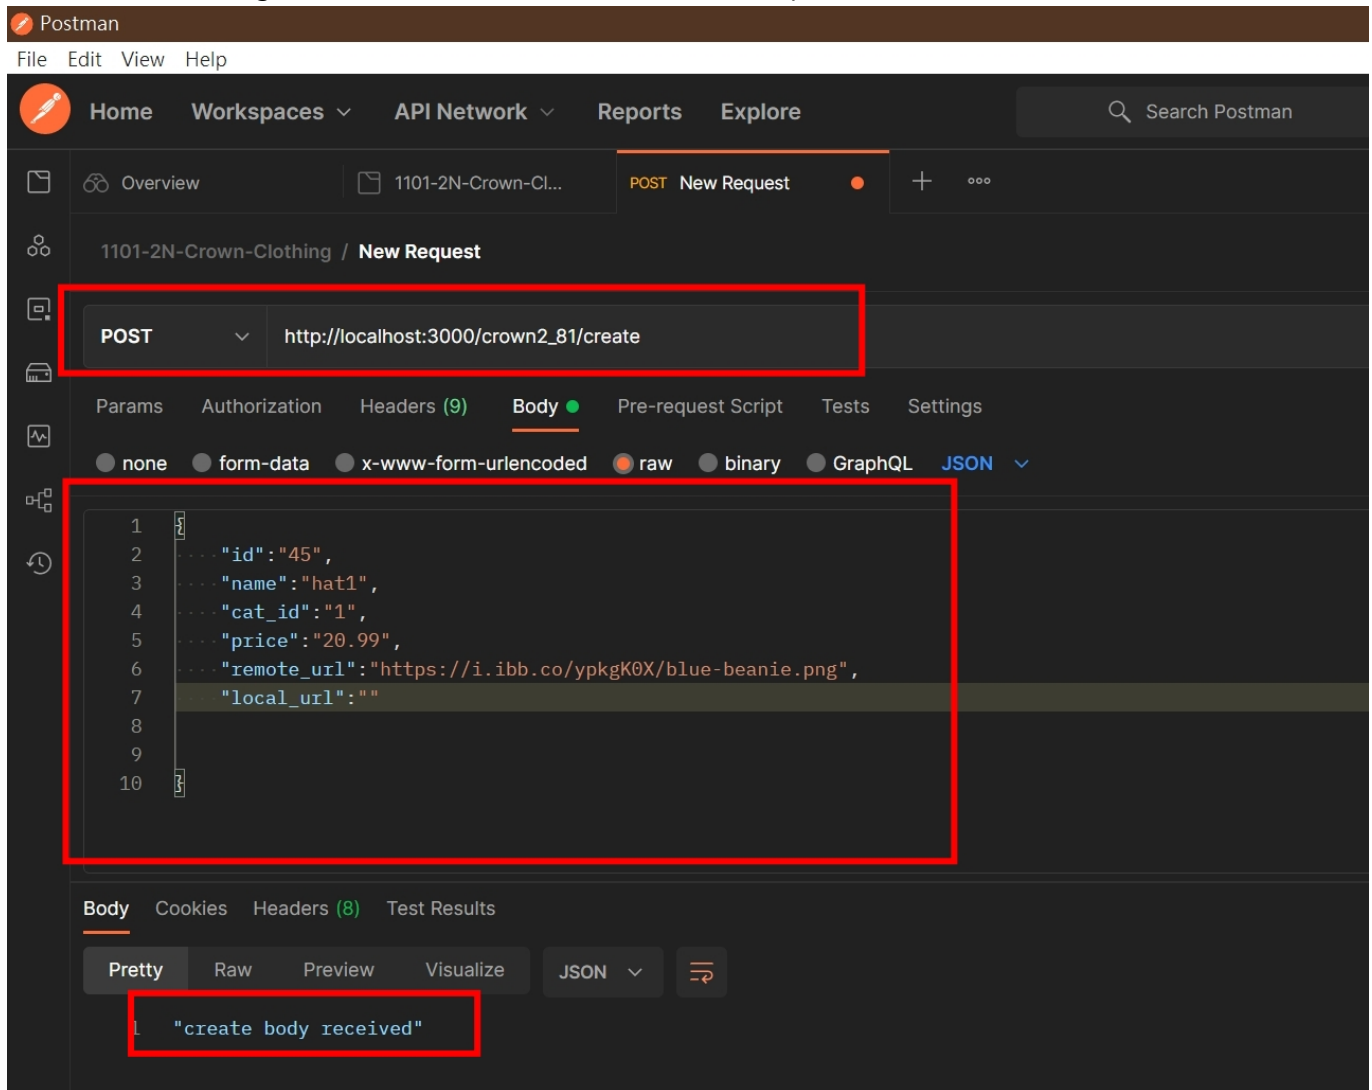 Postman
File Edit View Help
Home Workspaces API Network Reports Explore Search Postman
Overview 1101-2N-Crown-Cl... POST New Request
1101-2N-Crown-Clothing / New Request
POST http://localhost:3000/crown2_81/create
Params Authorization Headers (9) Body Pre-request Script Tests Settings
none form-data x-www-form-urlencoded raw binary GraphQL JSON
1 {
2 "id":"45",
3 "name":"hat1",
4 "cat_id":"1",
5 "price":"20.99",
6 "remote_url":"https://i.ibb.co/ypkgK0X/blue-beanie.png",
7 "local_url":""
8
9
10 }
Body Cookies Headers (8) Test Results
Pretty Raw Preview Visualize JSON
1 "create body received"